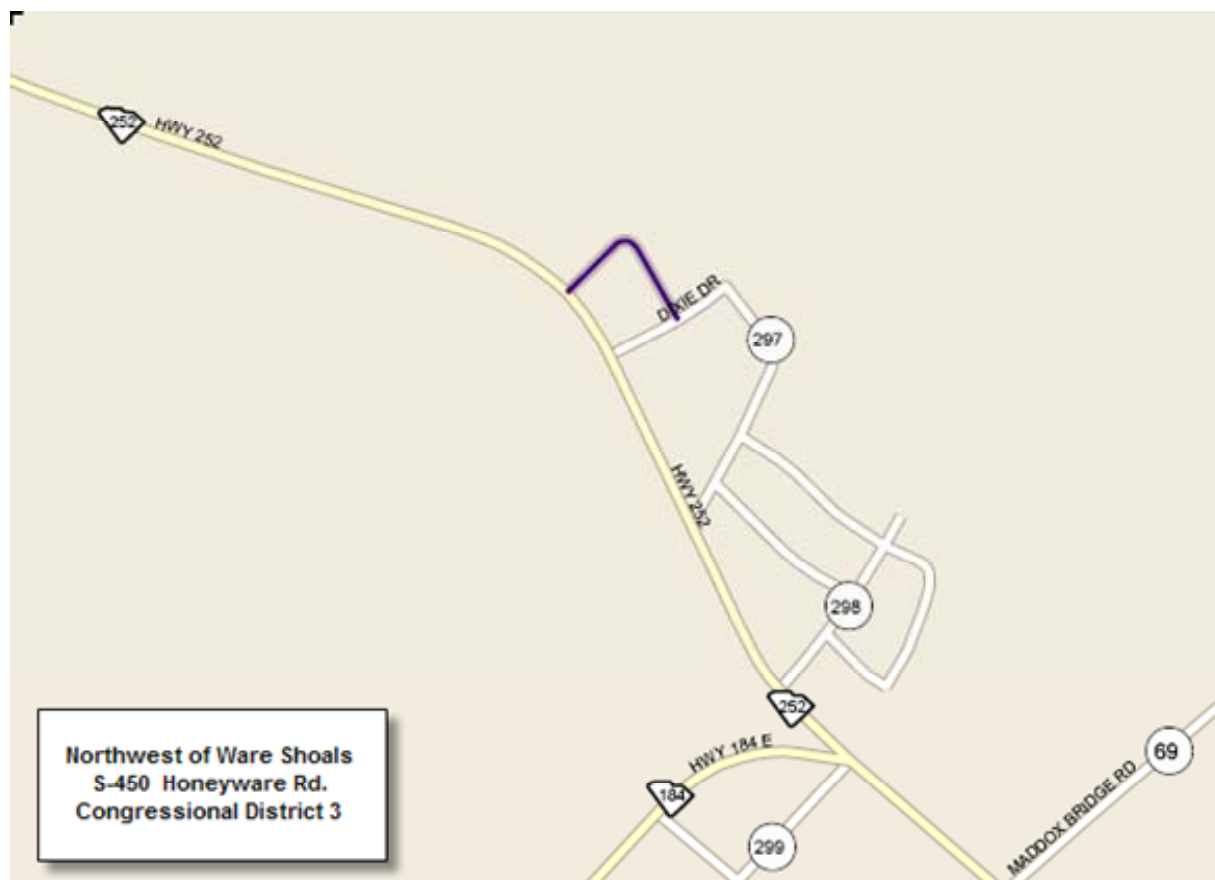 252
HWY 252
DIXIE DR
297
HWY 252
298
252
HWY 184 E
184
299
MADDOX BRIDGE RD
69
Northwest of Ware Shoals
S-450 Honeyware Rd.
Congressional District 3